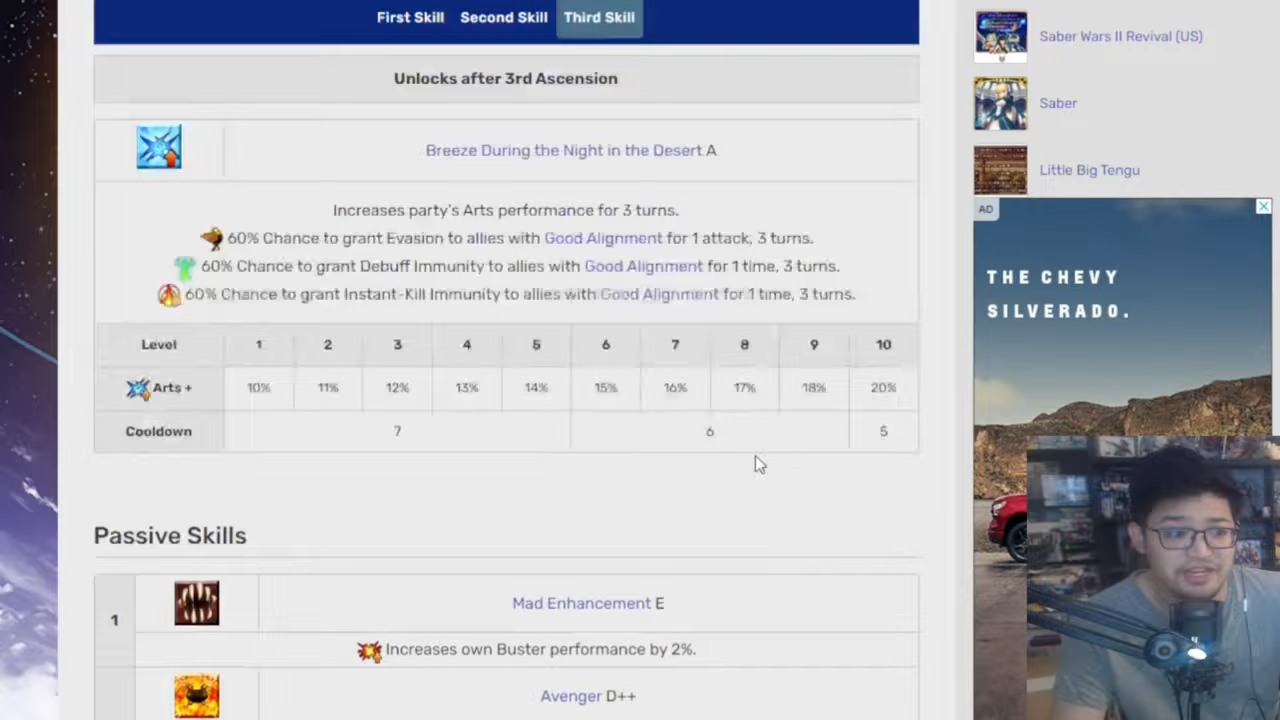 First Skill Second Skill Third Skill
Unlocks after 3rd Ascension
Breeze During the Night in the Desert A
Increases party's Arts performance for 3 turns.
60% Chance to grant Evasion to allies with Good Alignment for 1 attack, 3 turns.
60% Chance to grant Debuff Immunity to allies with Good Alignment for 1 time, 3 turns.
60% Chance to grant Instant-Kill Immunity to allies with Good Alignment for 1 time, 3 turns.
Level 1 2 3 4 5 6 7 8 9 10
Arts + 10% 11% 12% 13% 14% 15% 16% 17% 18% 20%
Cooldown 7 6 5
Passive Skills
1
Mad Enhancement E
Increases own Buster performance by 2%.
Avenger D++
Saber Wars II Revival (US)
Saber
Little Big Tengu
AD
THE CHEVY
SILVERADO.